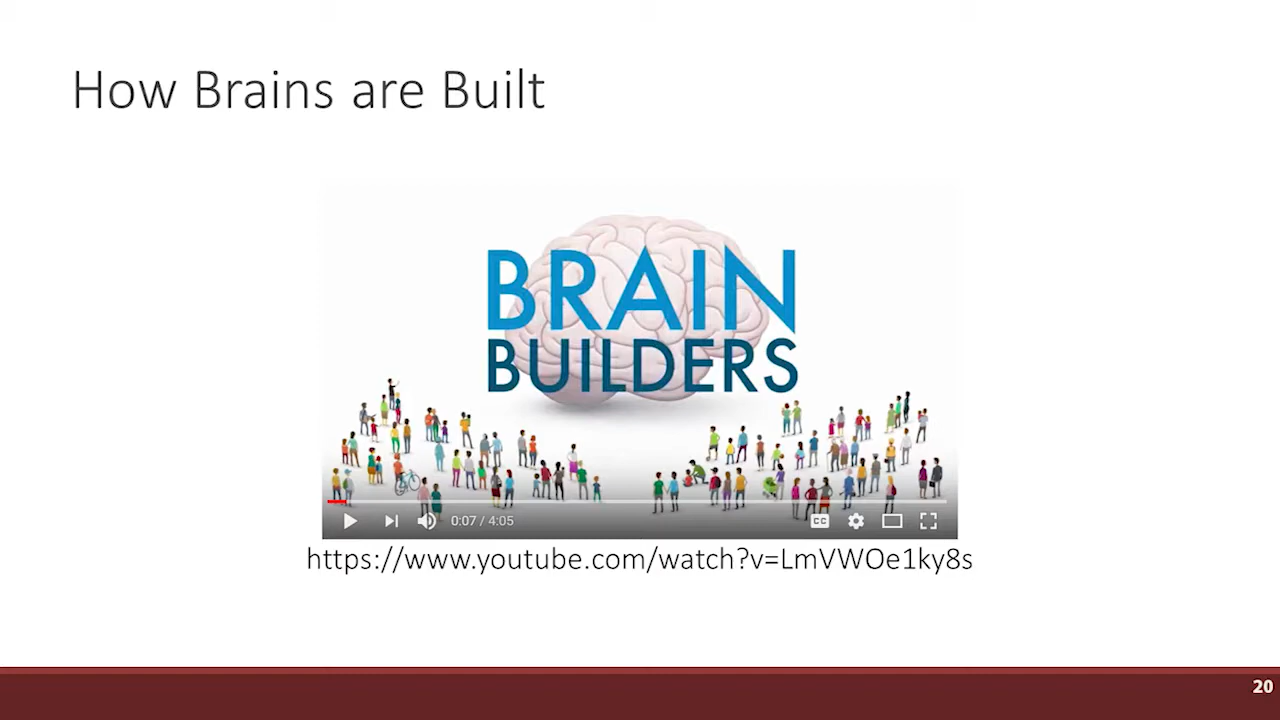 How Brains are Built
BRAIN
BUILDERS
0:07 / 4:05
CC
https://www.youtube.com/watch?v=LmVWOe1ky8s
20